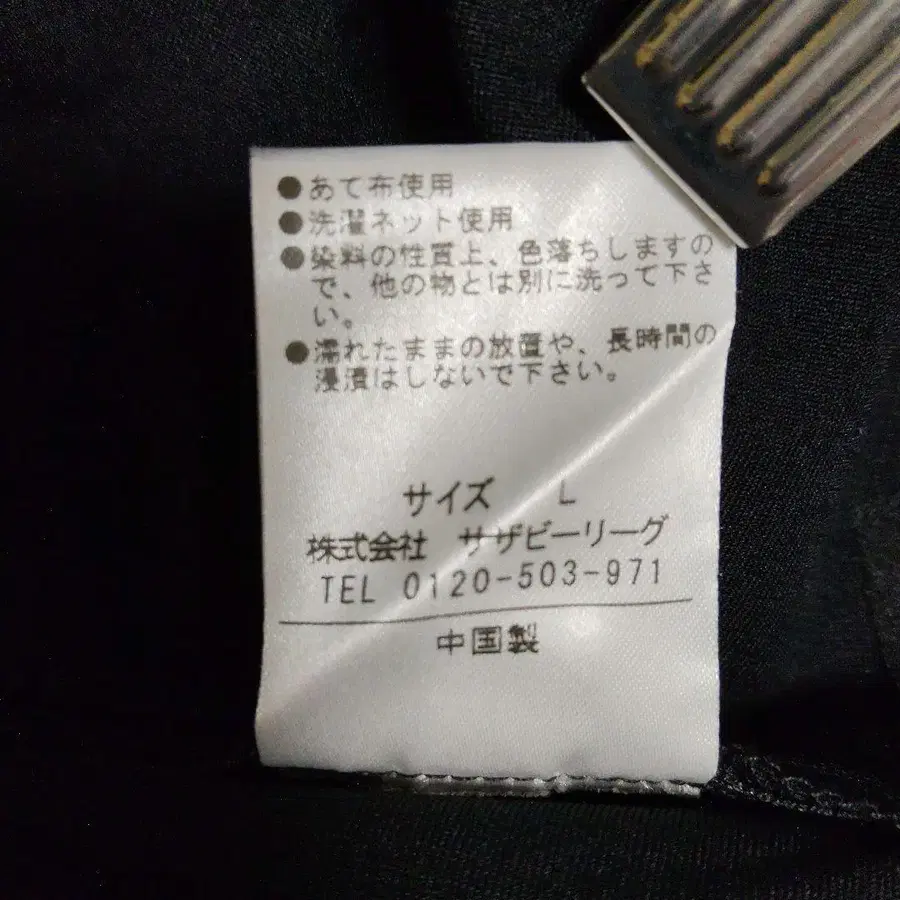 ●あて布使用
●洗濯ネット使用
●染料の性質上、色落ちしますの
で、他の物とは別に洗って下さ
い。
●濡れたままの放置や、長時間の
浸漬はしないで下さい。
サイズ L
株式会社 サザビーリーグ
TEL 0120-503-971
中国製